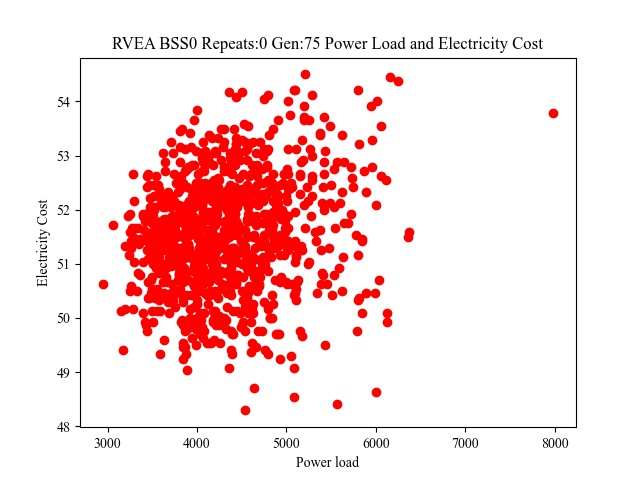 RVEA BSS0 Repeats:0 Gen:75 Power Load and Electricity Cost
54
53
52
51
50
49
48
Electricity Cost
3000 4000 5000 6000 7000 8000
Power load